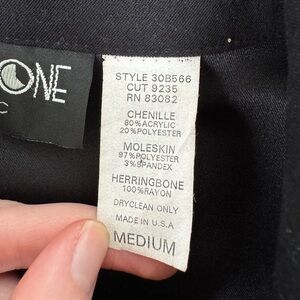 ONE
C
STYLE 30B566
CUT 9235
RN 83082
CHENILLE
80%ACRYLIC
20%POLYESTER
MOLESKIN
97%POLYESTER
3%SPANDEX
HERRINGBONE
100%RAYON
DRYCLEAN ONLY
MADE IN U.S.A
MEDIUM